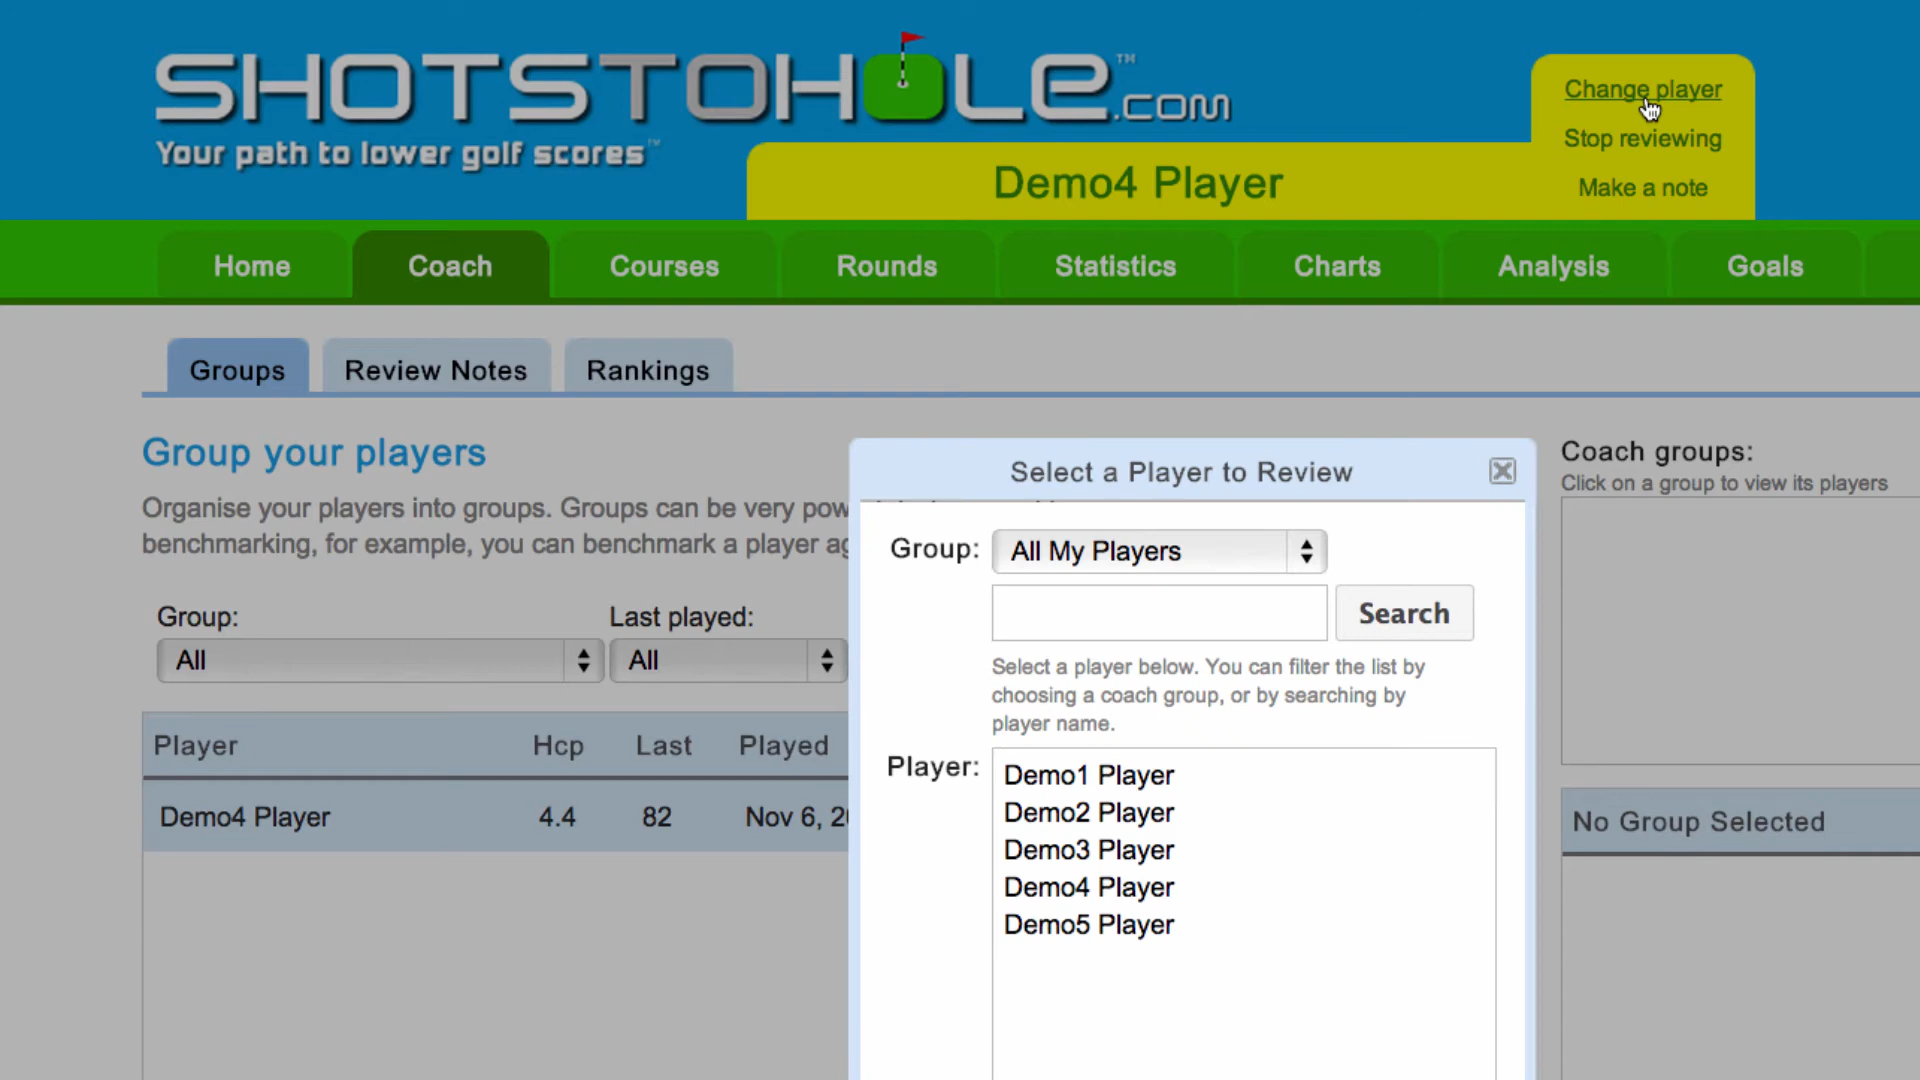 SHOTSTOHOLE.COM™
Your path to lower golf scores™
Change player
Stop reviewing
Make a note
Demo4 Player
Home Coach Courses Rounds Statistics Charts Analysis Goals
Groups Review Notes Rankings
Group your players
Organise your players into groups. Groups can be very pow
benchmarking, for example, you can benchmark a player ag
Group: Last played:
All All
Player Hcp Last Played
Demo4 Player 4.4 82 Nov 6, 2
Select a Player to Review
Group: All My Players
Search
Select a player below. You can filter the list by
choosing a coach group, or by searching by
player name.
Player:
Demo1 Player
Demo2 Player
Demo3 Player
Demo4 Player
Demo5 Player
Coach groups:
Click on a group to view its players
No Group Selected